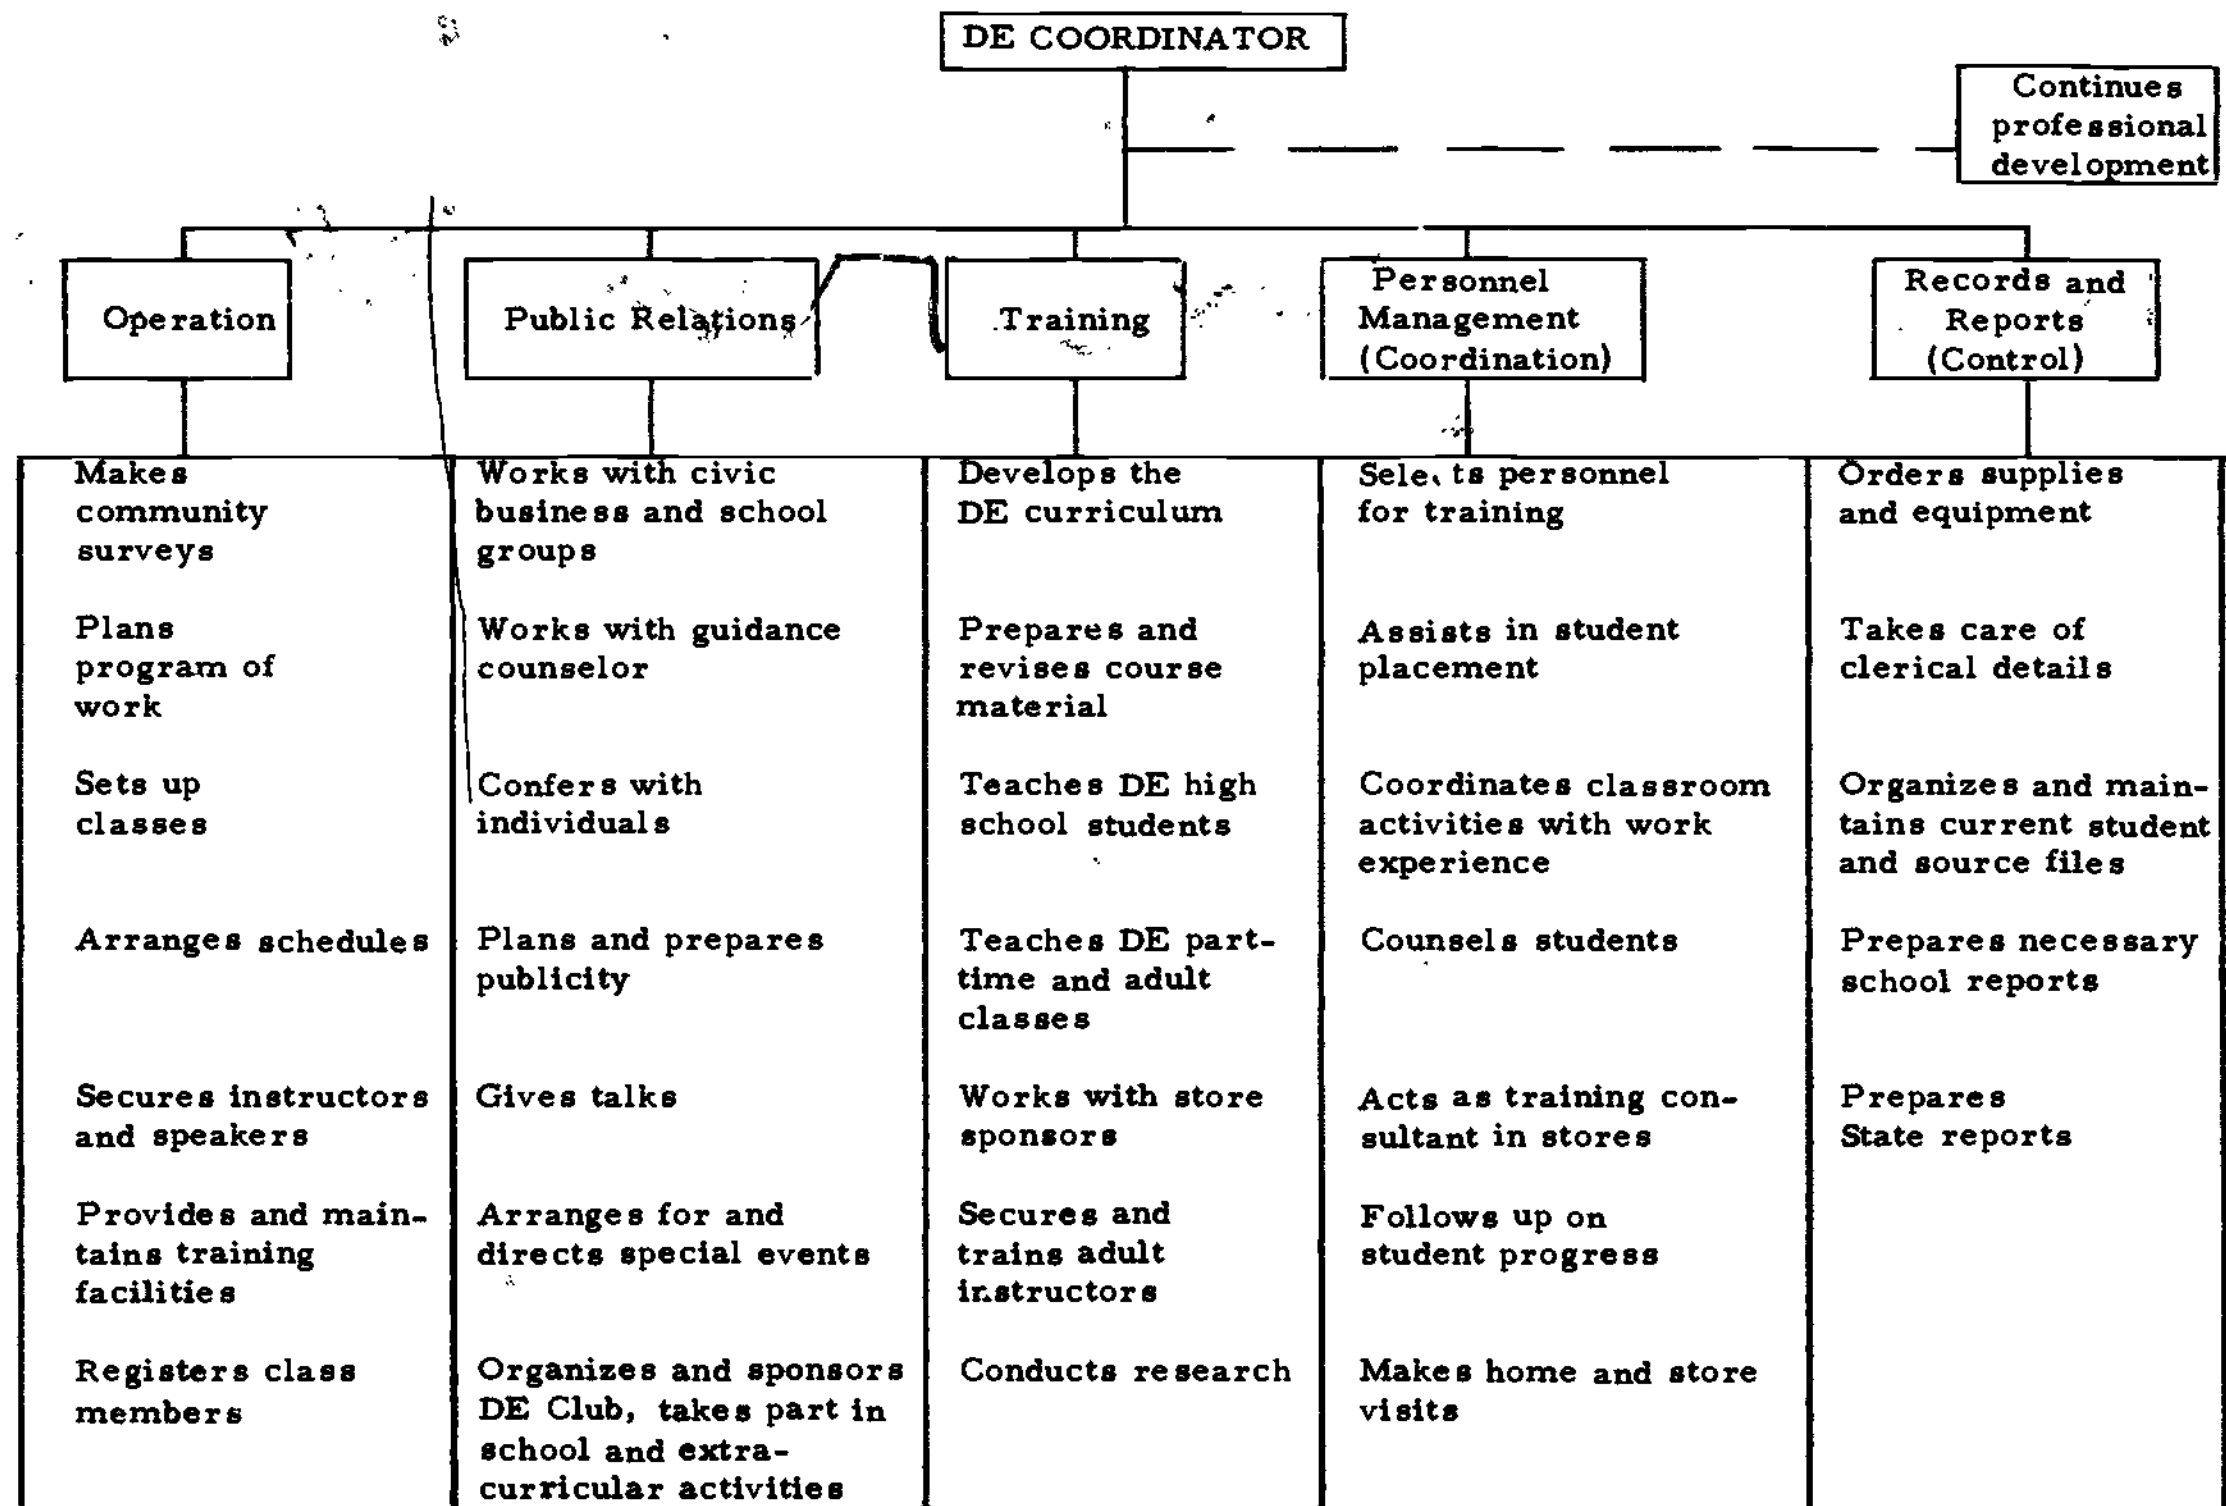 DE COORDINATOR
Continues
professional
development
Operation
Public Relations
Training
Personnel
Management
(Coordination)
Records and
Reports
(Control)
Makes
community
surveys
Plans
program of
work
Sets up
classes
Arranges schedules
Secures instructors
and speakers
Provides and main-
tains training
facilities
Registers class
members
Works with civic
business and school
groups
Works with guidance
counselor
Confers with
individuals
Plans and prepares
publicity
Gives talks
Arranges for and
directs special events
Organizes and sponsors
DE Club, takes part in
school and extra-
curricular activities
Develops the
DE curriculum
Prepares and
revises course
material
Teaches DE high
school students
Teaches DE part-
time and adult
classes
Works with store
sponsors
Secures and
trains adult
instructors
Conducts research
Selects personnel
for training
Assists in student
placement
Coordinates classroom
activities with work
experience
Counsels students
Acts as training con-
sultant in stores
Follows up on
student progress
Makes home and store
visits
Orders supplies
and equipment
Takes care of
clerical details
Organizes and main-
tains current student
and source files
Prepares necessary
school reports
Prepares
State reports